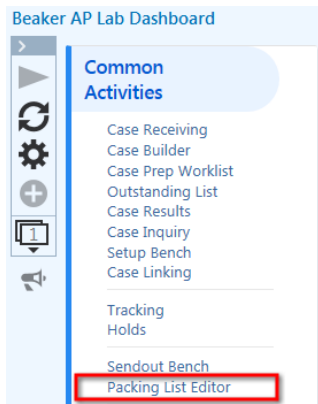 Beaker AP Lab Dashboard
Common
Activities
Case Receiving
Case Builder
Case Prep Worklist
Outstanding List
Case Results
Case Inquiry
Setup Bench
Case Linking
1
Tracking
Holds
Sendout Bench
Packing List Editor